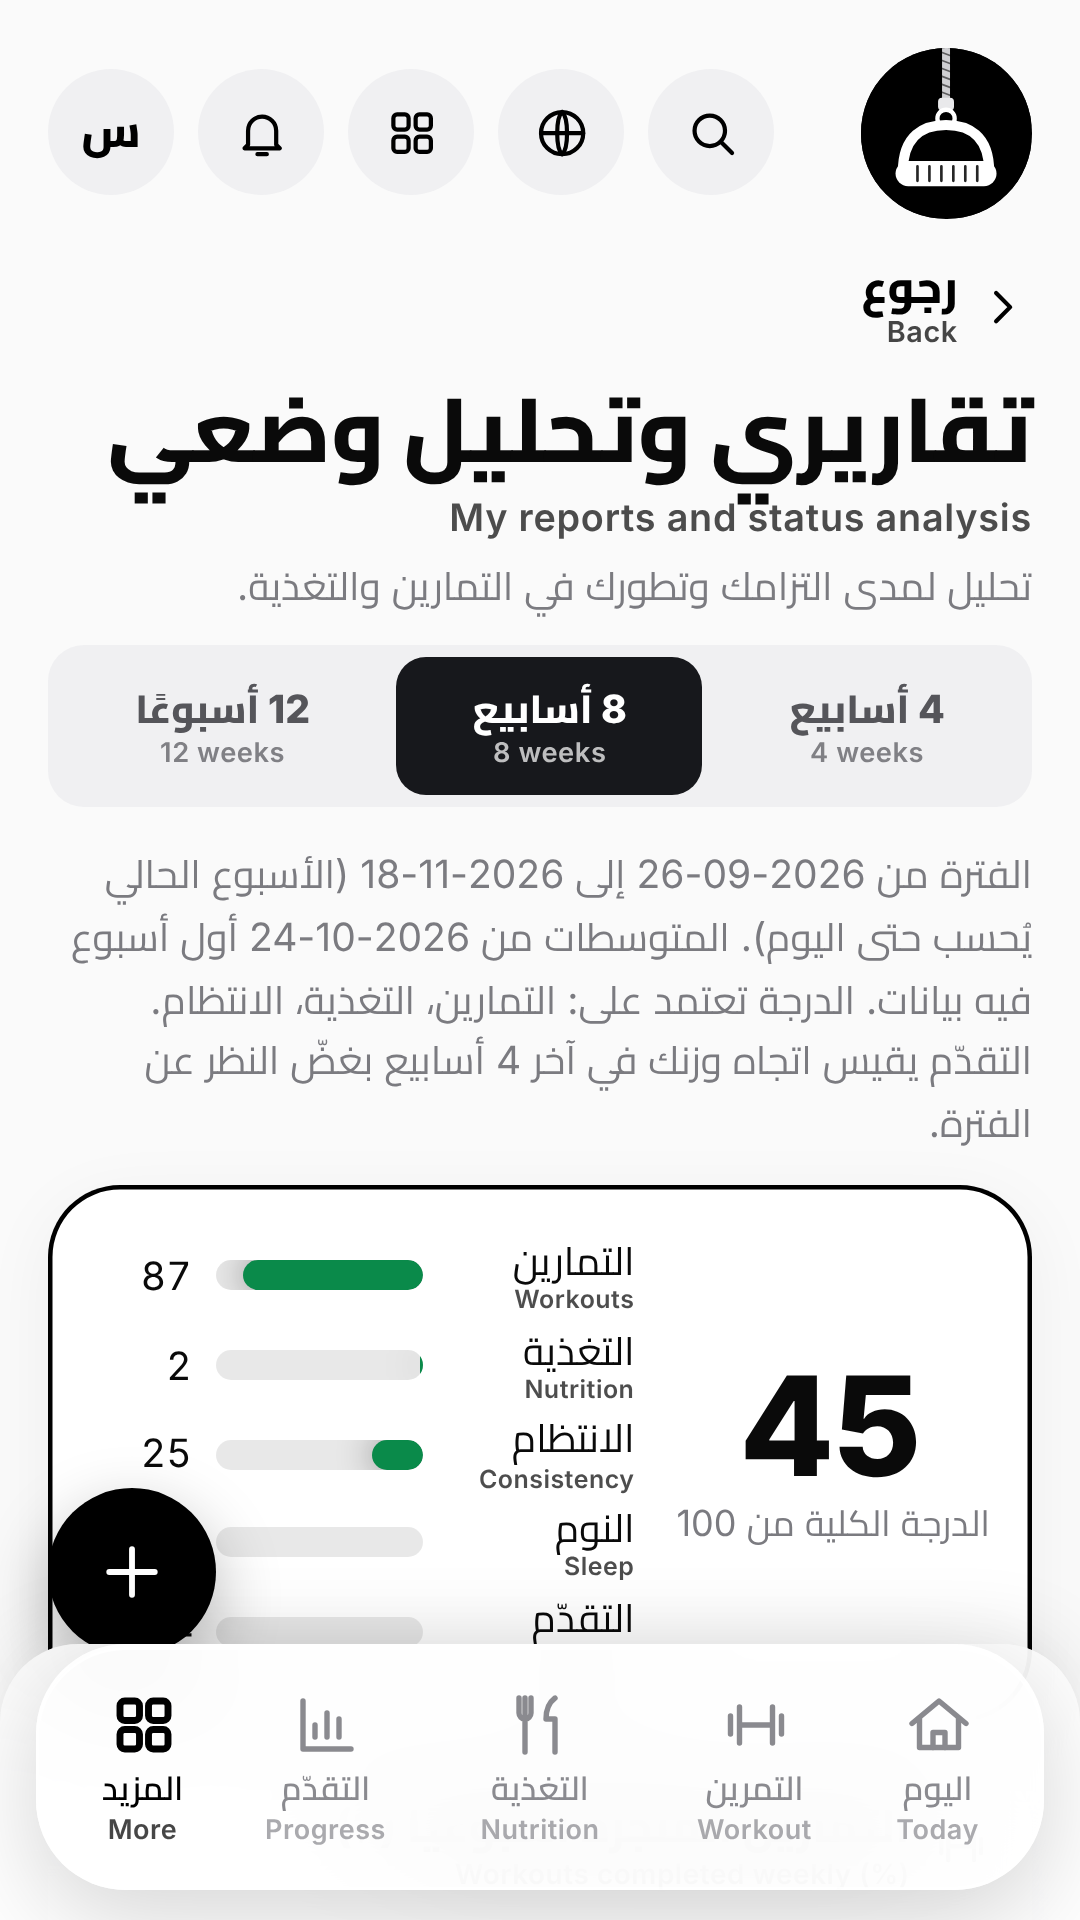 س
رجوع
Back
تقاريري وتحليل وضعي
My reports and status analysis
تحليل لمدى التزامك وتطورك في التمارين والتغذية.
4 أسابيع
4 weeks
8 أسابيع
8 weeks
12 أسبوعًا
12 weeks
الفترة من 2026-09-26 إلى 2026-11-18 (الأسبوع الحالي
يُحسب حتى اليوم). المتوسطات من 2026-10-24 أول أسبوع
فيه بيانات. الدرجة تعتمد على: التمارين، التغذية، الانتظام.
التقدّم يقيس اتجاه وزنك في آخر 4 أسابيع بغضّ النظر عن
الفترة.
45
الدرجة الكلية من 100
التمارين
Workouts
87
التغذية
Nutrition
2
الانتظام
Consistency
25
النوم
Sleep
التقدّم
Workouts completed weekly (%)
اليوم
Today
التمرين
Workout
التغذية
Nutrition
التقدّم
Progress
المزيد
More